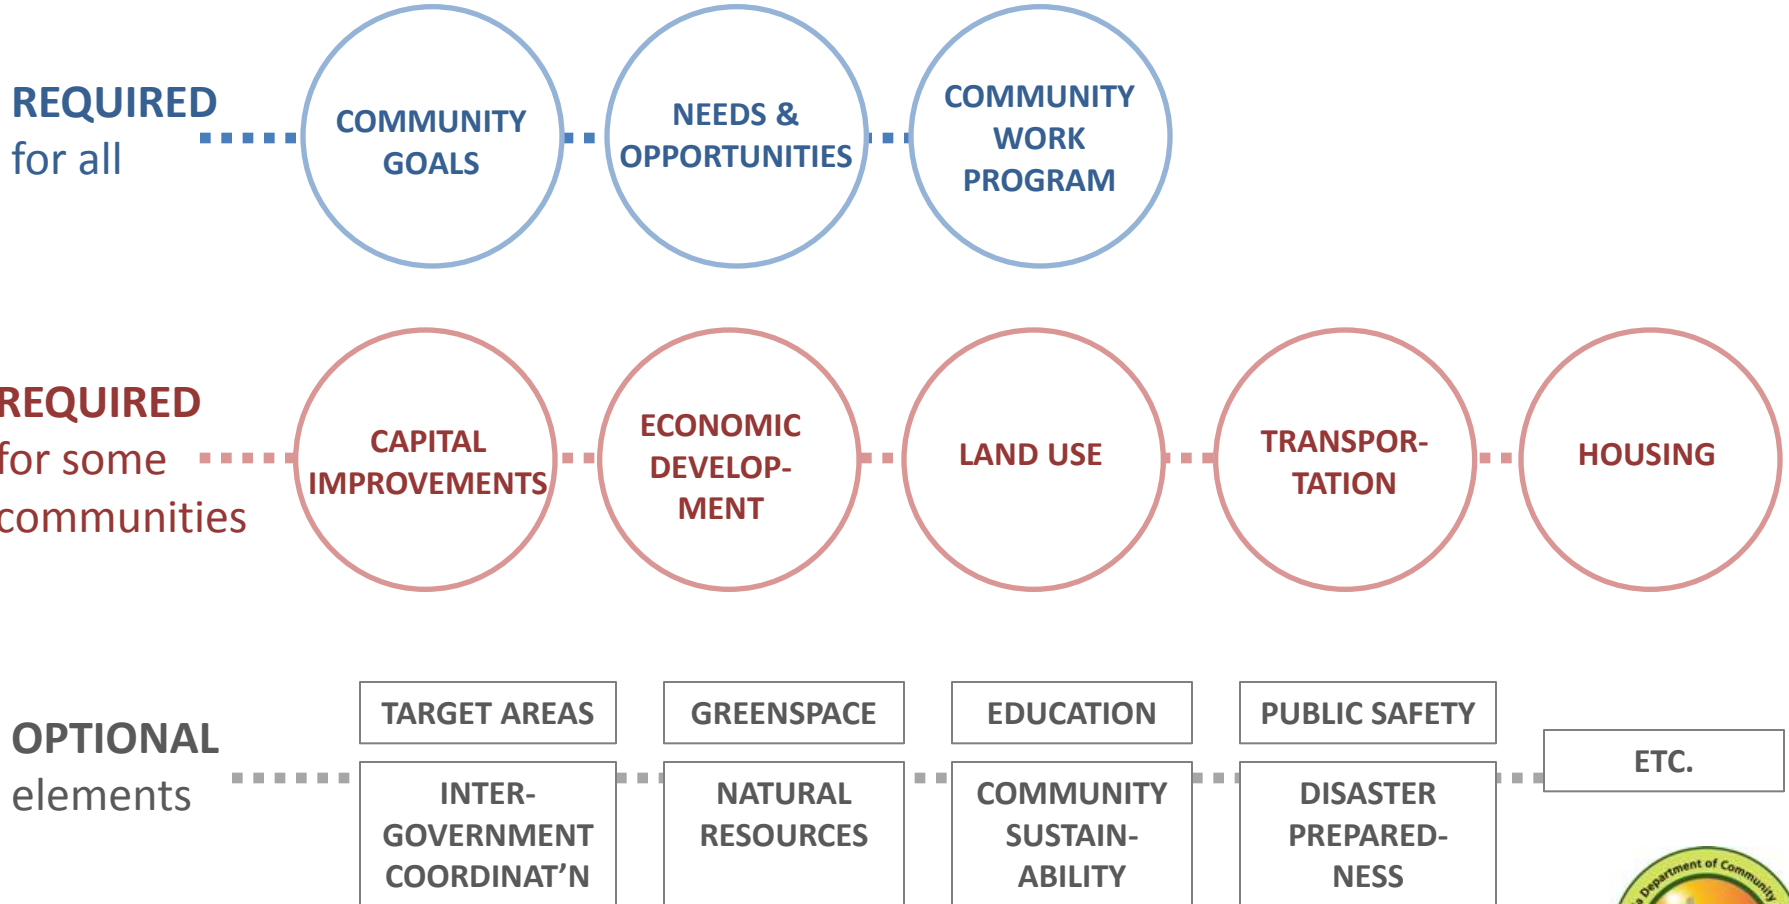 REQUIRED
for all
COMMUNITY
GOALS
NEEDS &
OPPORTUNITIES
COMMUNITY
WORK
PROGRAM
REQUIRED
for some
communities
CAPITAL
IMPROVEMENTS
ECONOMIC
DEVELOP-
MENT
LAND USE
TRANSPOR-
TATION
HOUSING
OPTIONAL
elements
TARGET AREAS
GREENSPACE
EDUCATION
PUBLIC SAFETY
ETC.
INTER-
GOVERNMENT
COORDINAT’N
NATURAL
RESOURCES
COMMUNITY
SUSTAIN-
ABILITY
DISASTER
PREPARED-
NESS
Department of Community